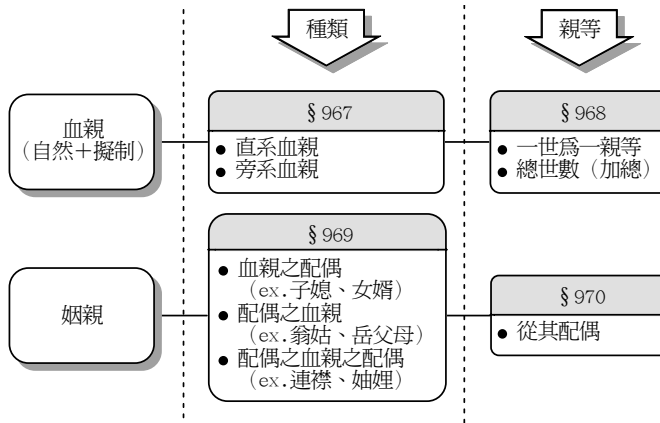 種類
親等
血親
（自然＋擬制）
§967
● 直系血親
● 旁系血親
§968
● 一世爲一親等
● 總世數（加總）
姻親
§969
● 血親之配偶
（ex.子媳、女婿）
● 配偶之血親
（ex.翁姑、岳父母）
● 配偶之血親之配偶
（ex.連襟、妯娌）
§970
● 從其配偶